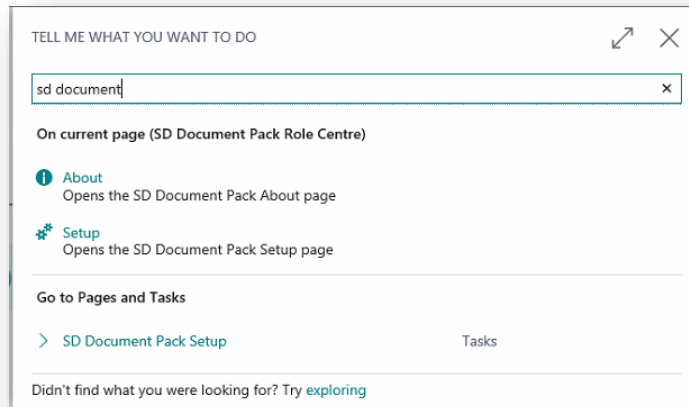 TELL ME WHAT YOU WANT TO DO
sd document
On current page (SD Document Pack Role Centre)
About
Opens the SD Document Pack About page
Setup
Opens the SD Document Pack Setup page
Go to Pages and Tasks
SD Document Pack Setup Tasks
Didn't find what you were looking for? Try exploring